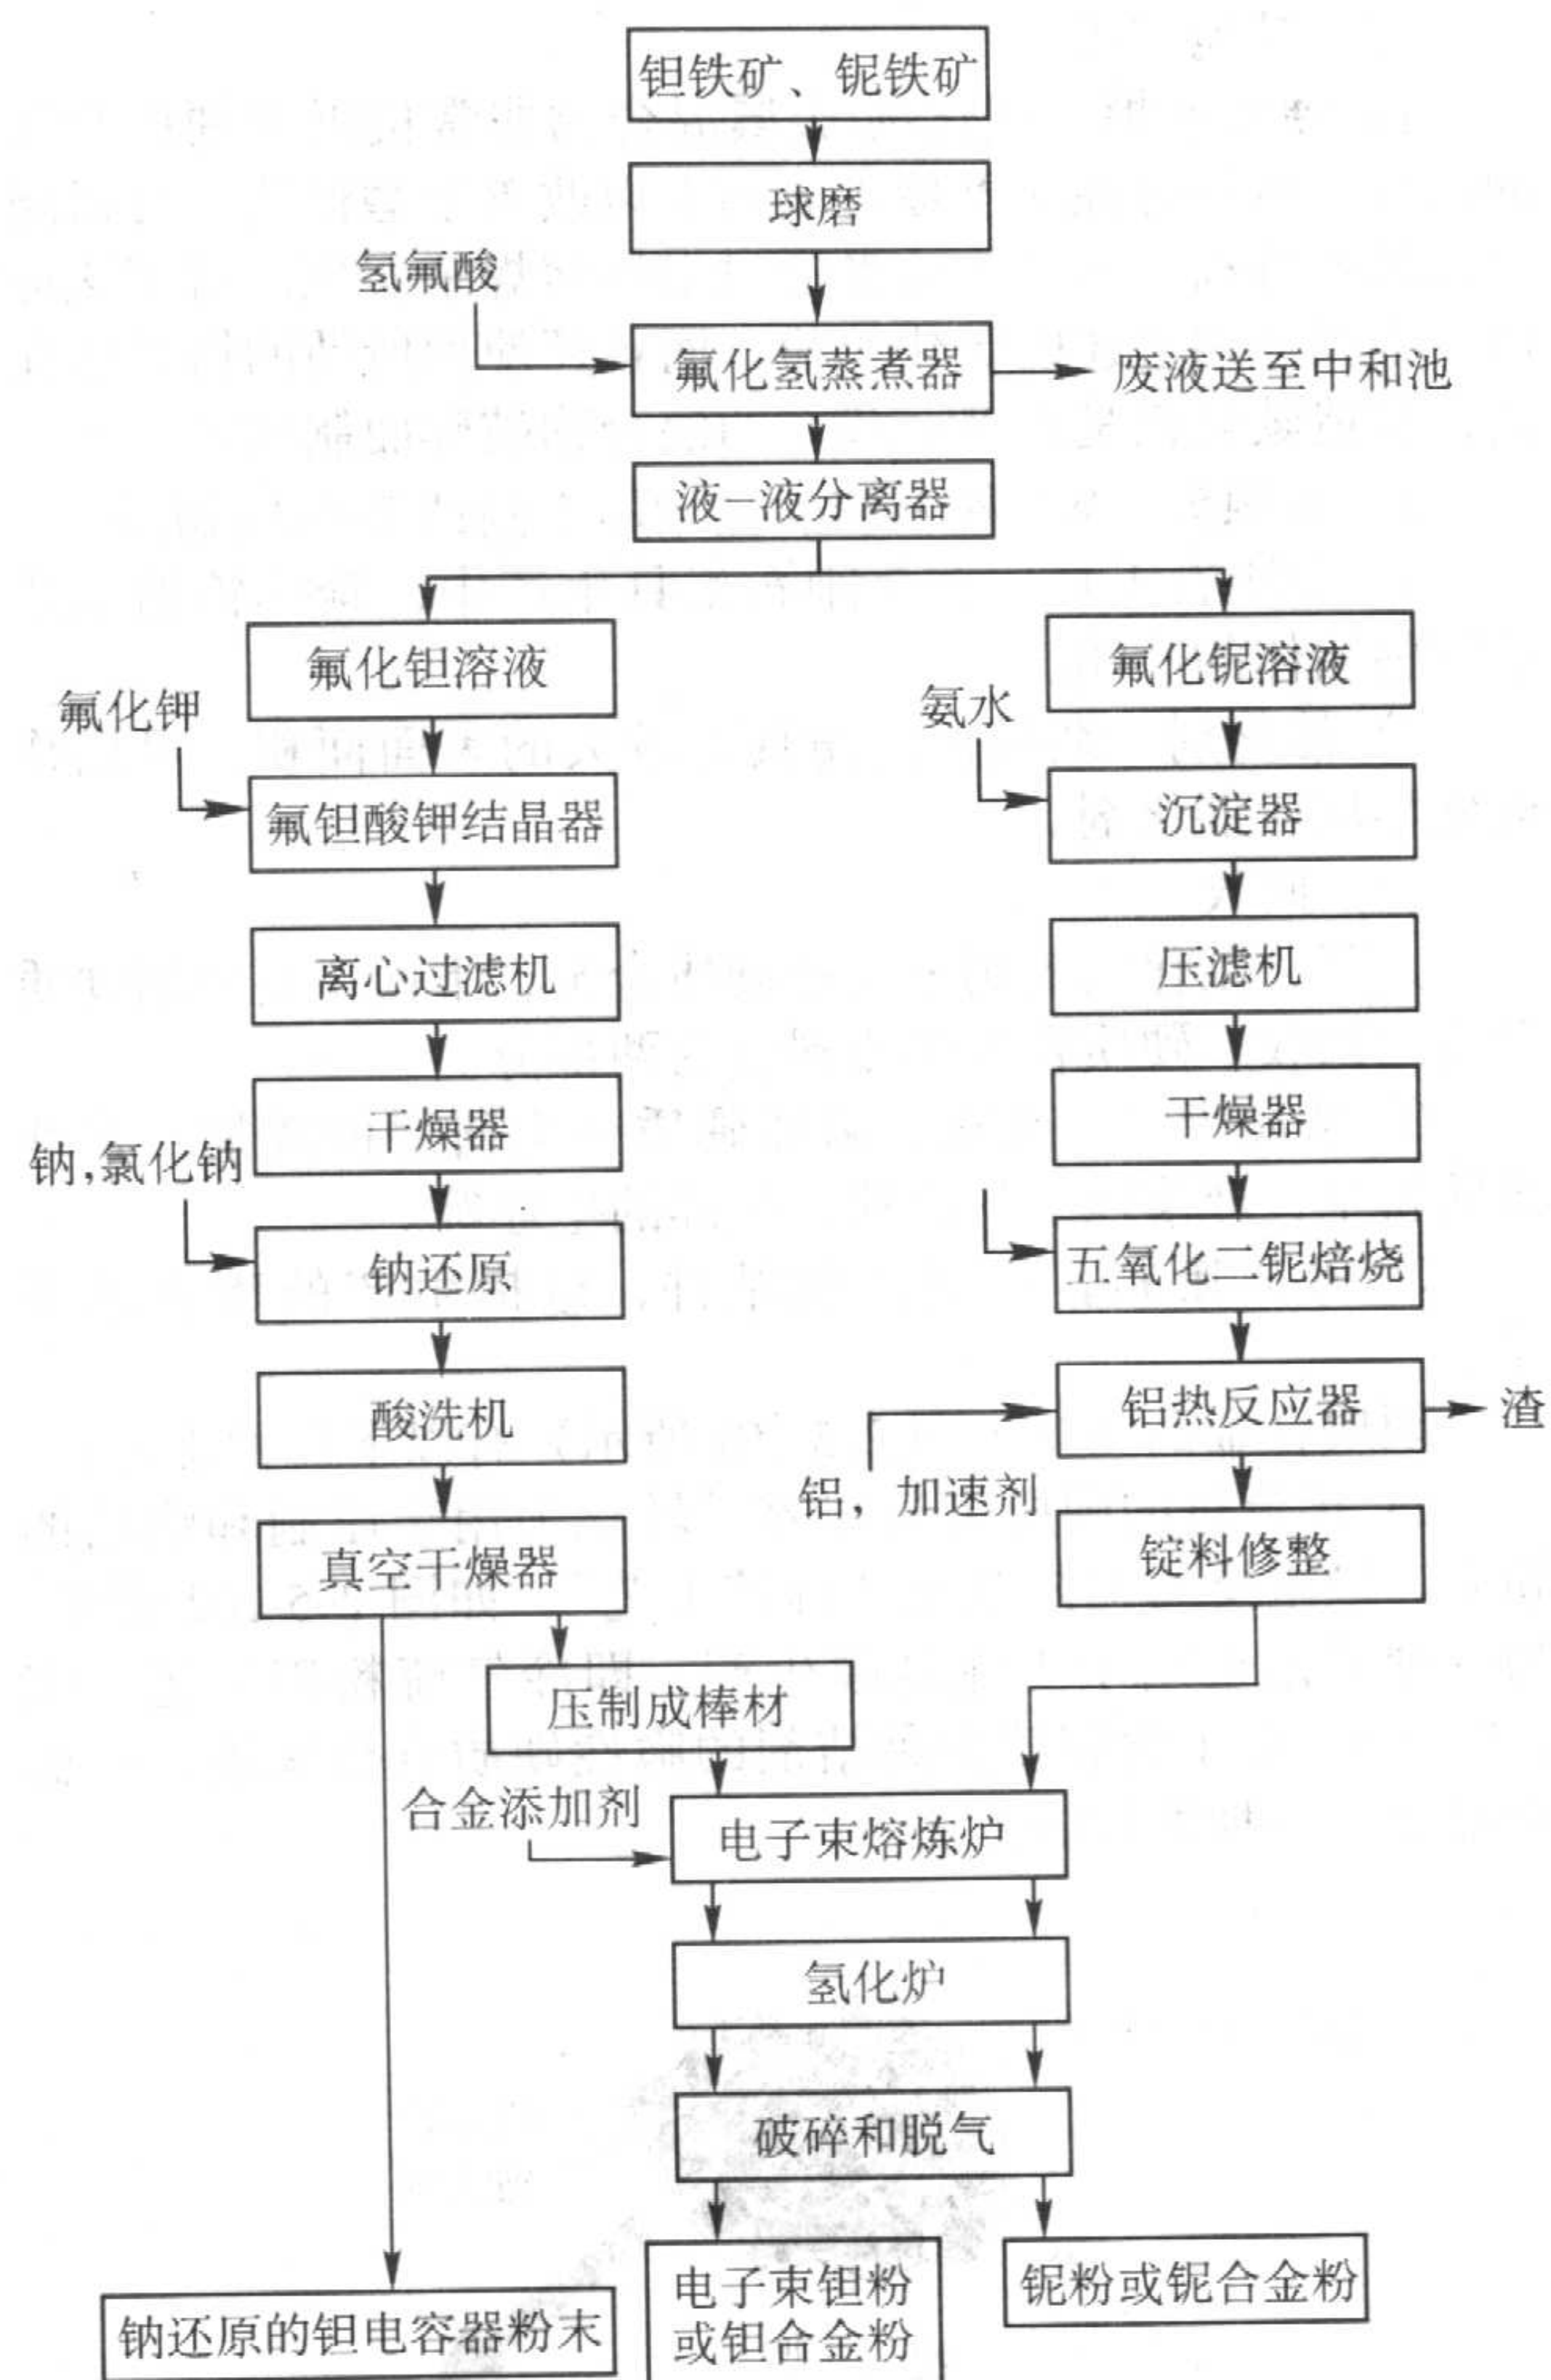 钽铁矿、铌铁矿
球磨
氢氟酸
氟化氢蒸煮器
废液送至中和池
液-液分离器
氟化钽溶液
氟化铌溶液
氟化钾
氨水
氟钽酸钾结晶器
沉淀器
离心过滤机
压滤机
干燥器
干燥器
钠,氯化钠
钠还原
五氧化二铌焙烧
酸洗机
铝热反应器
渣
铝，加速剂
真空干燥器
锭料修整
压制成棒材
合金添加剂
电子束熔炼炉
氢化炉
破碎和脱气
钠还原的钽电容器粉末
电子束钽粉
或钽合金粉
铌粉或铌合金粉